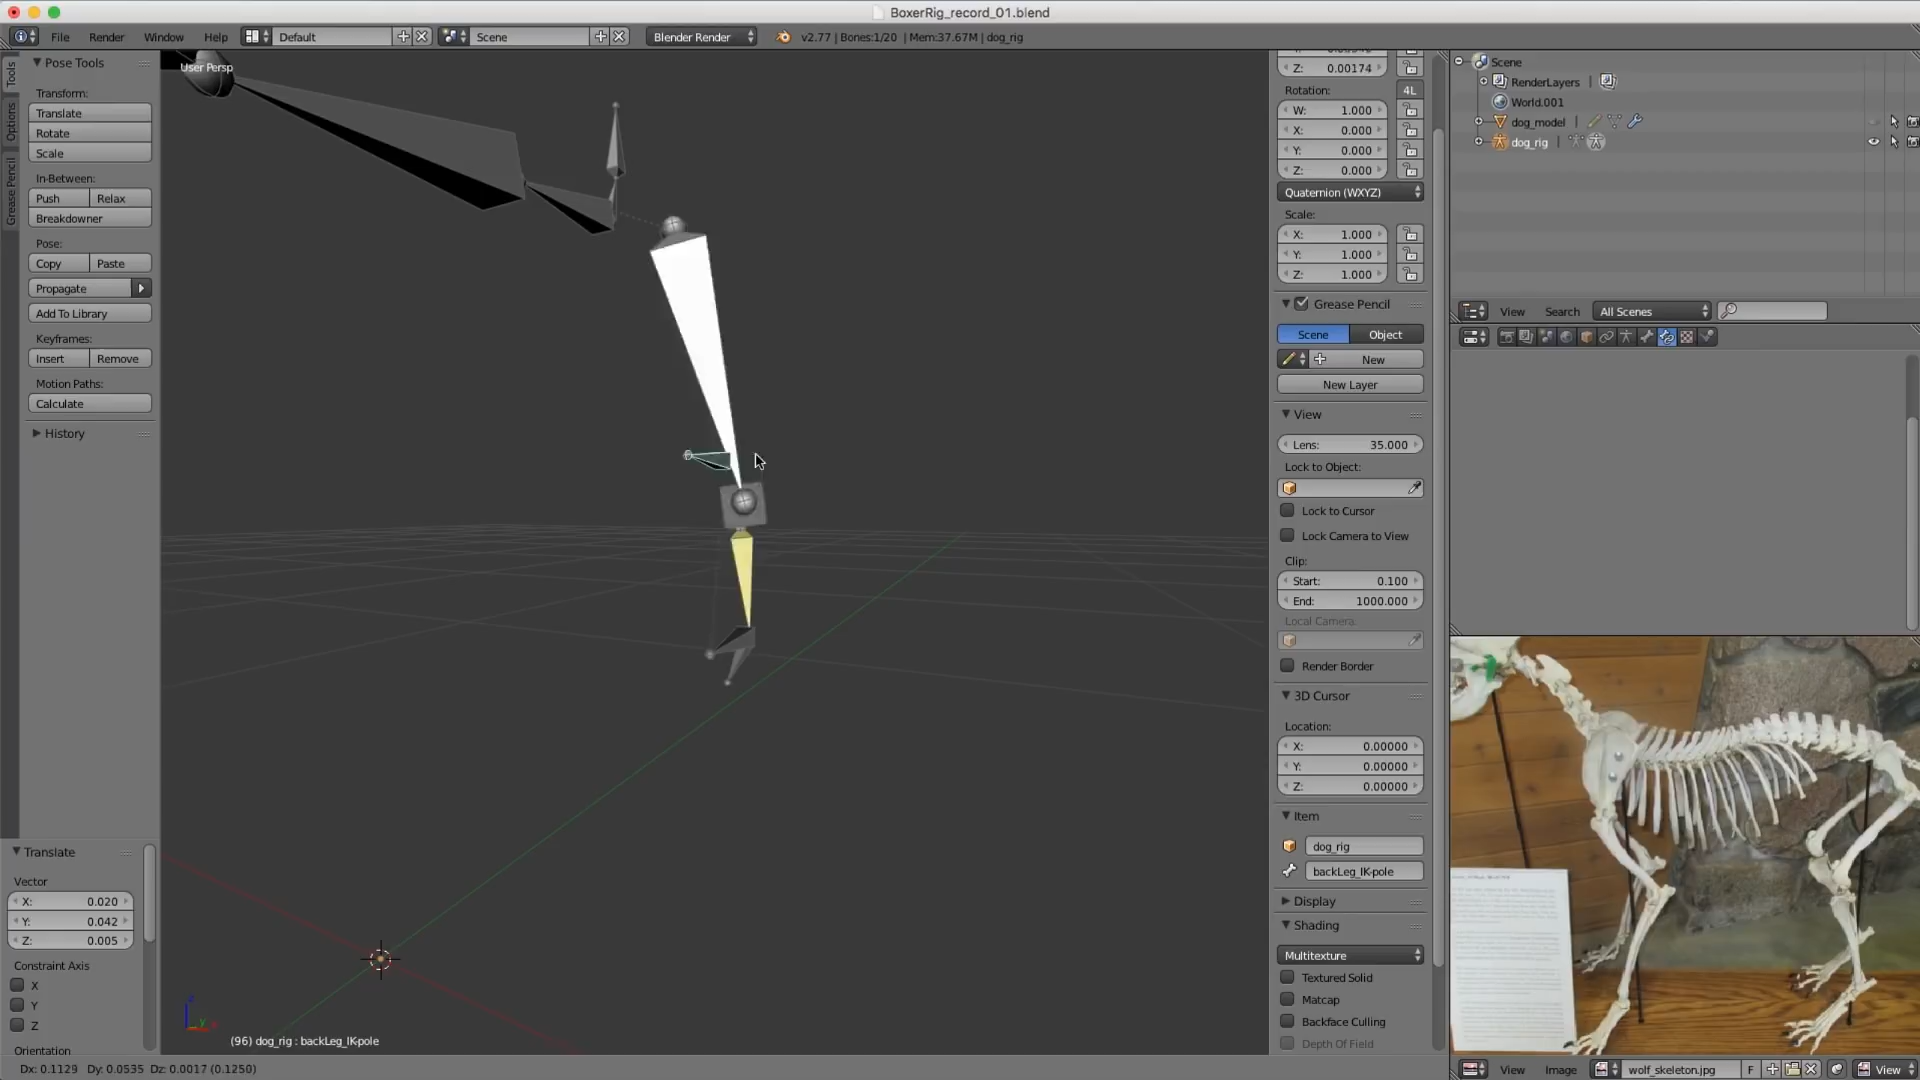 BoxerRig_record_01.blend
File
Render
Window
Help
Default
Scene
Blender Render
v2.77 | Bones:1/20 | Mem:37.67M | dog_rig
Tools
Options
Grease Pencil
Pose Tools
Transform:
Translate
Rotate
Scale
In-Between:
Push
Relax
Breakdowner
Pose:
Copy
Paste
Propagate
Add To Library
Keyframes:
Insert
Remove
Motion Paths:
Calculate
History
Translate
Vector
X: 0.020
Y: 0.042
Z: 0.005
Constraint Axis
X
Y
Z
Orientation
User Persp
(96) dog_rig : backLeg_IK-pole
Dx: 0.1129 Dy: 0.0535 Dz: 0.0017 (0.1250)
Z: 0.00174
Rotation:
4L
W: 1.000
X: 0.000
Y: 0.000
Z: 0.000
Quaternion (WXYZ)
Scale:
X: 1.000
Y: 1.000
Z: 1.000
Grease Pencil
Scene
Object
New
New Layer
View
Lens: 35.000
Lock to Object:
Lock to Cursor
Lock Camera to View
Clip:
Start: 0.100
End: 1000.000
Local Camera:
Render Border
3D Cursor
Location:
X: 0.00000
Y: 0.00000
Z: 0.00000
Item
dog_rig
backLeg_IK-pole
Display
Shading
Multitexture
Textured Solid
Matcap
Backface Culling
Depth Of Field
Scene
RenderLayers
World.001
dog_model
dog_rig
View
Search
All Scenes
View
Image
wolf_skeleton.jpg
F
View